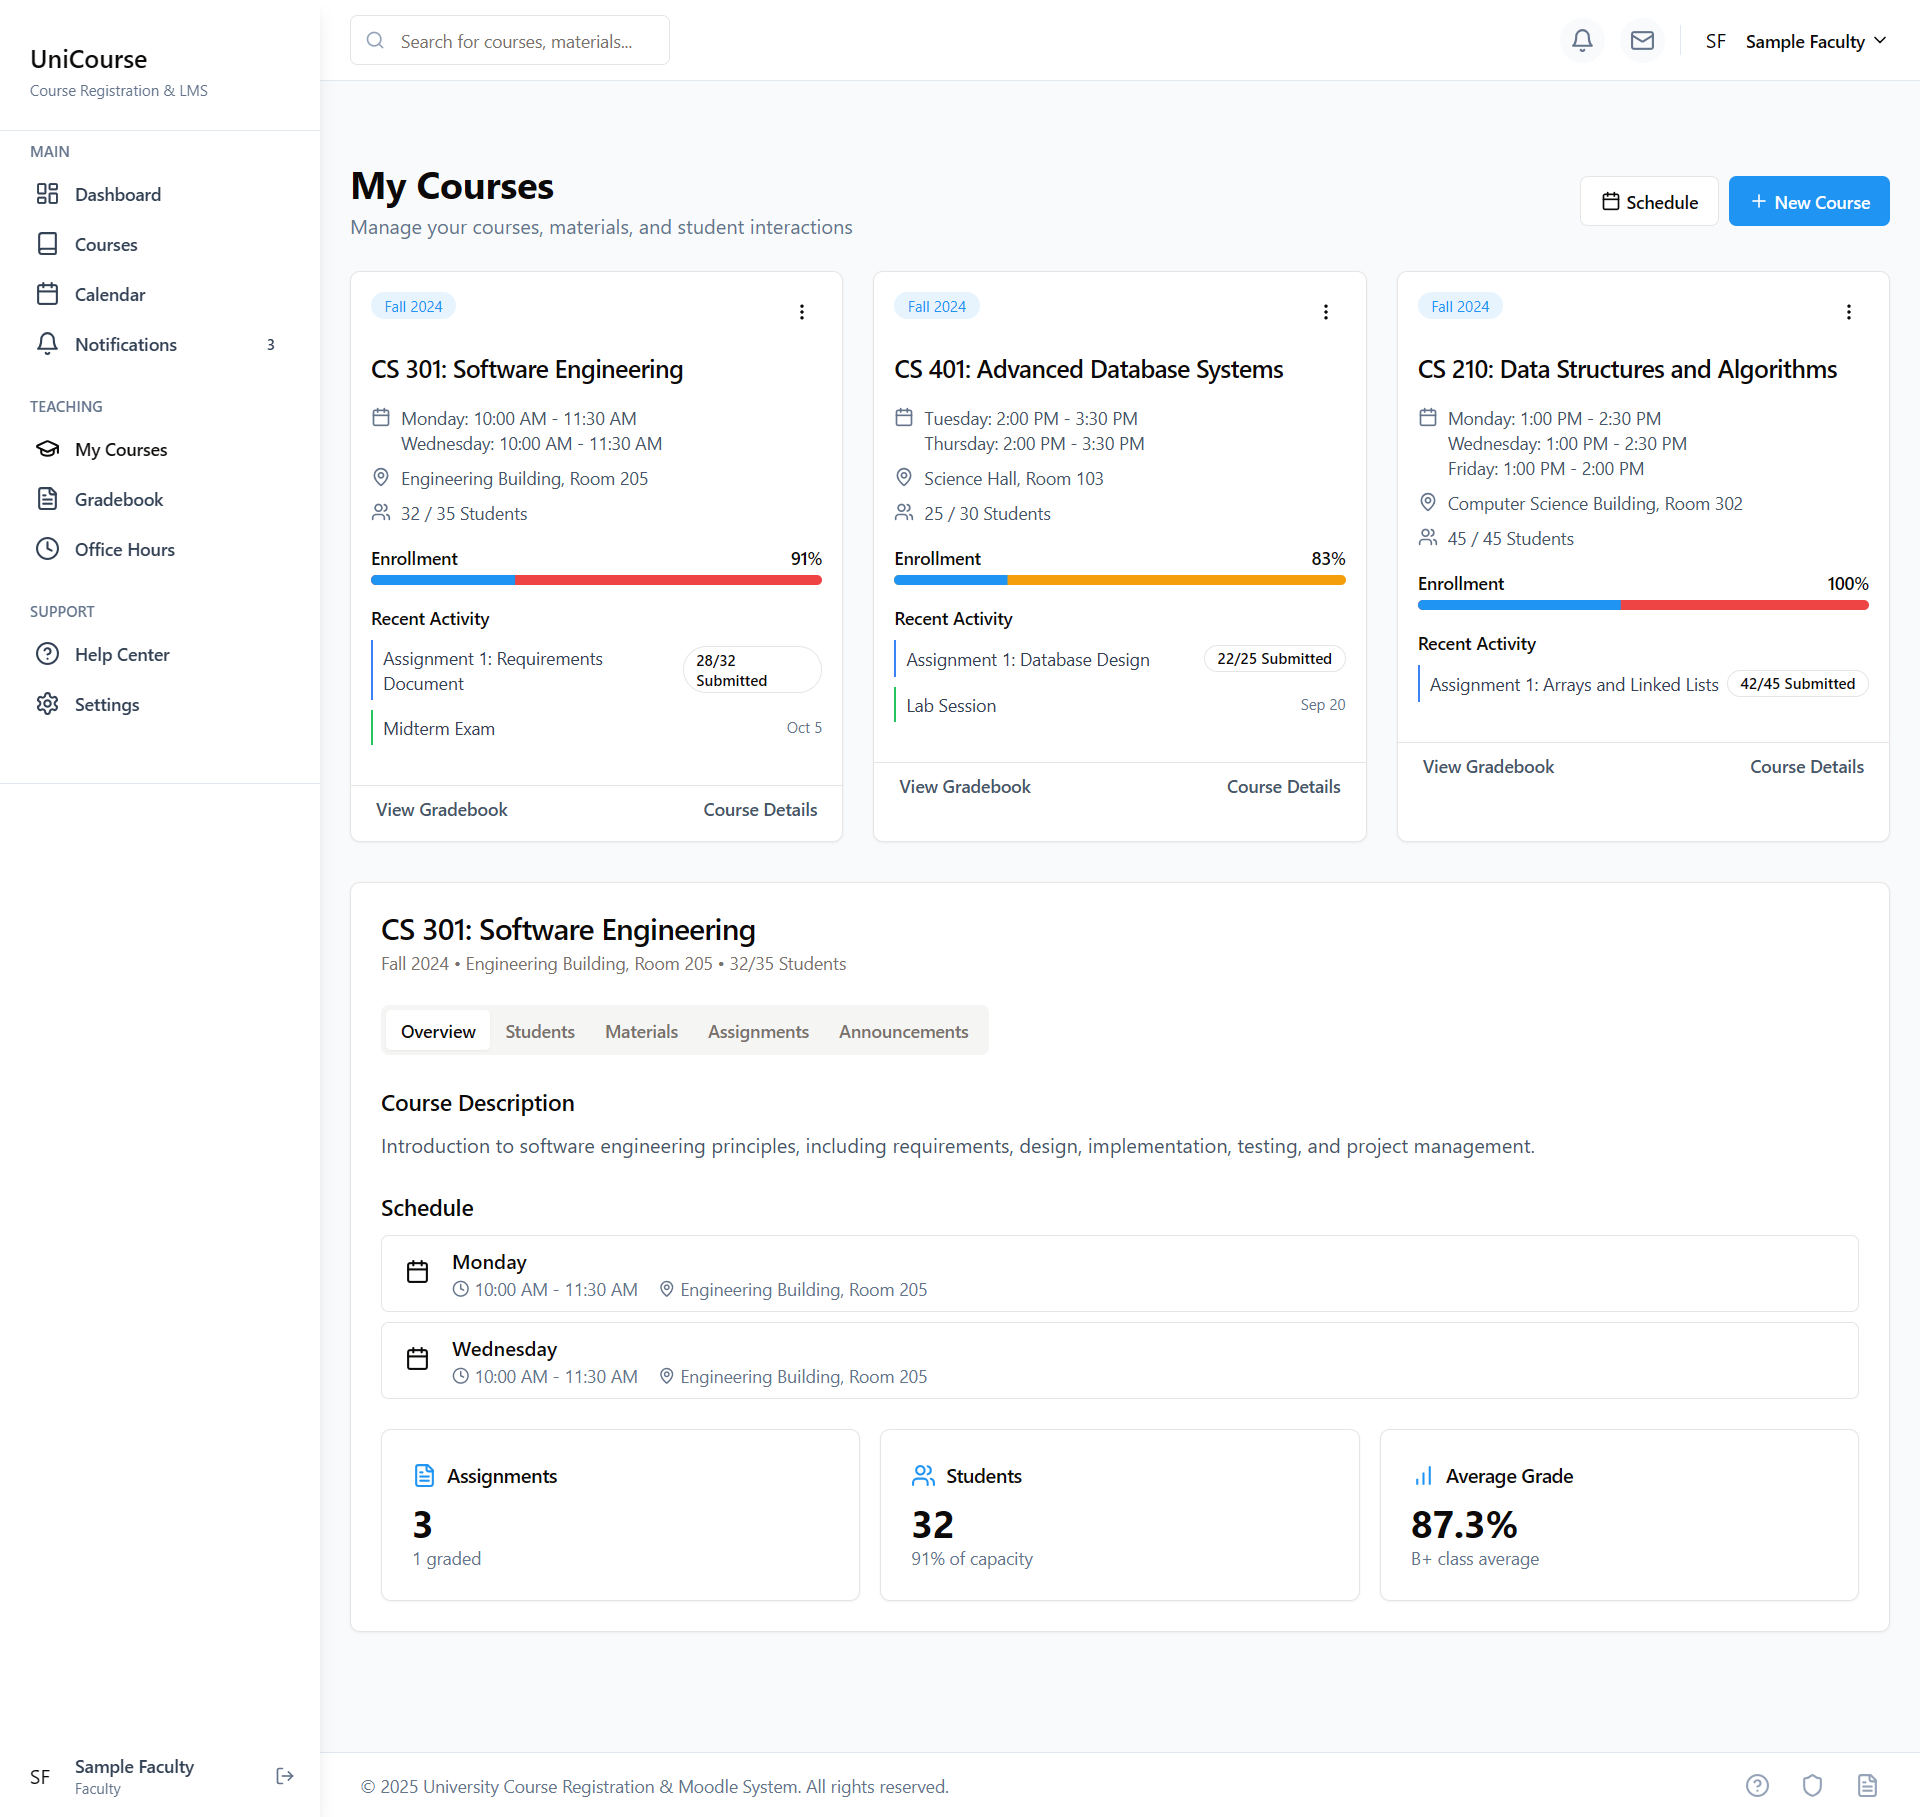 UniCourse
Course Registration & LMS
MAIN
Dashboard
Courses
Calendar
Notifications 3
TEACHING
My Courses
Gradebook
Office Hours
SUPPORT
Help Center
Settings
SF Sample Faculty
Faculty
Search for courses, materials...
SF Sample Faculty
My Courses
Manage your courses, materials, and student interactions
Schedule
New Course
Fall 2024
CS 301: Software Engineering
Monday: 10:00 AM - 11:30 AM
Wednesday: 10:00 AM - 11:30 AM
Engineering Building, Room 205
32 / 35 Students
Enrollment 91%
Recent Activity
Assignment 1: Requirements
Document
28/32
Submitted
Midterm Exam Oct 5
View Gradebook Course Details
Fall 2024
CS 401: Advanced Database Systems
Tuesday: 2:00 PM - 3:30 PM
Thursday: 2:00 PM - 3:30 PM
Science Hall, Room 103
25 / 30 Students
Enrollment 83%
Recent Activity
Assignment 1: Database Design 22/25 Submitted
Lab Session Sep 20
View Gradebook Course Details
Fall 2024
CS 210: Data Structures and Algorithms
Monday: 1:00 PM - 2:30 PM
Wednesday: 1:00 PM - 2:30 PM
Friday: 1:00 PM - 2:00 PM
Computer Science Building, Room 302
45 / 45 Students
Enrollment 100%
Recent Activity
Assignment 1: Arrays and Linked Lists 42/45 Submitted
View Gradebook Course Details
CS 301: Software Engineering
Fall 2024 • Engineering Building, Room 205 • 32/35 Students
Overview Students Materials Assignments Announcements
Course Description
Introduction to software engineering principles, including requirements, design, implementation, testing, and project management.
Schedule
Monday
10:00 AM - 11:30 AM Engineering Building, Room 205
Wednesday
10:00 AM - 11:30 AM Engineering Building, Room 205
Assignments
3
1 graded
Students
32
91% of capacity
Average Grade
87.3%
B+ class average
© 2025 University Course Registration & Moodle System. All rights reserved.